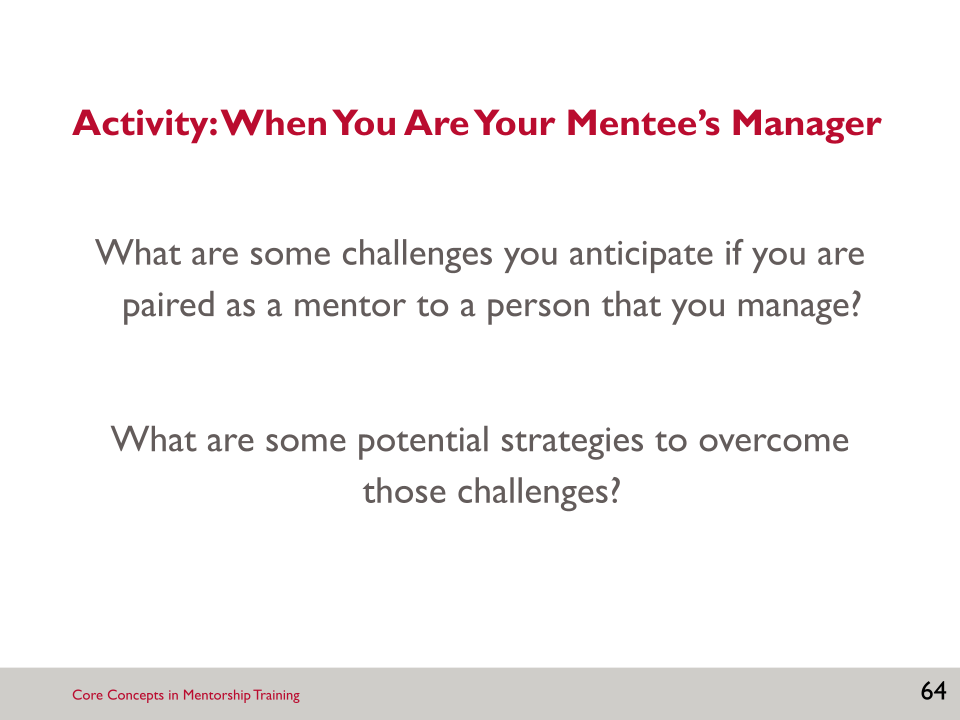 Activity: When You Are Your Mentee’s Manager
What are some challenges you anticipate if you are
paired as a mentor to a person that you manage?
What are some potential strategies to overcome
those challenges?
Core Concepts in Mentorship Training
64